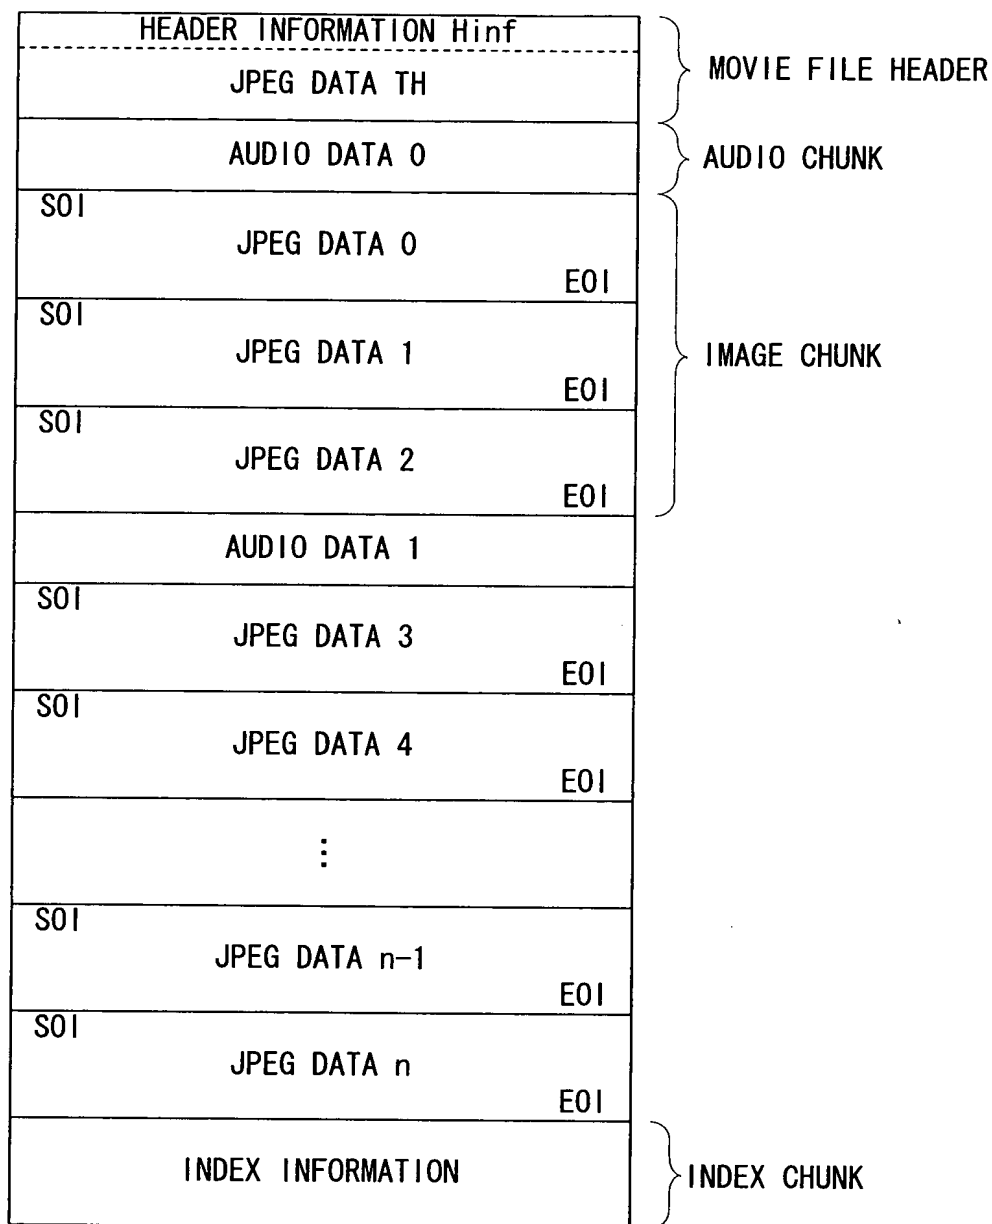 HEADER INFORMATION Hinf
MOVIE FILE HEADER
JPEG DATA TH
AUDIO DATA 0
AUDIO CHUNK
SOI
JPEG DATA 0
EOI
SOI
JPEG DATA 1
IMAGE CHUNK
EOI
SOI
JPEG DATA 2
EOI
AUDIO DATA 1
SOI
JPEG DATA 3
EOI
SOI
JPEG DATA 4
EOI
⋮
SOI
JPEG DATA n-1
EOI
SOI
JPEG DATA n
EOI
INDEX INFORMATION
INDEX CHUNK